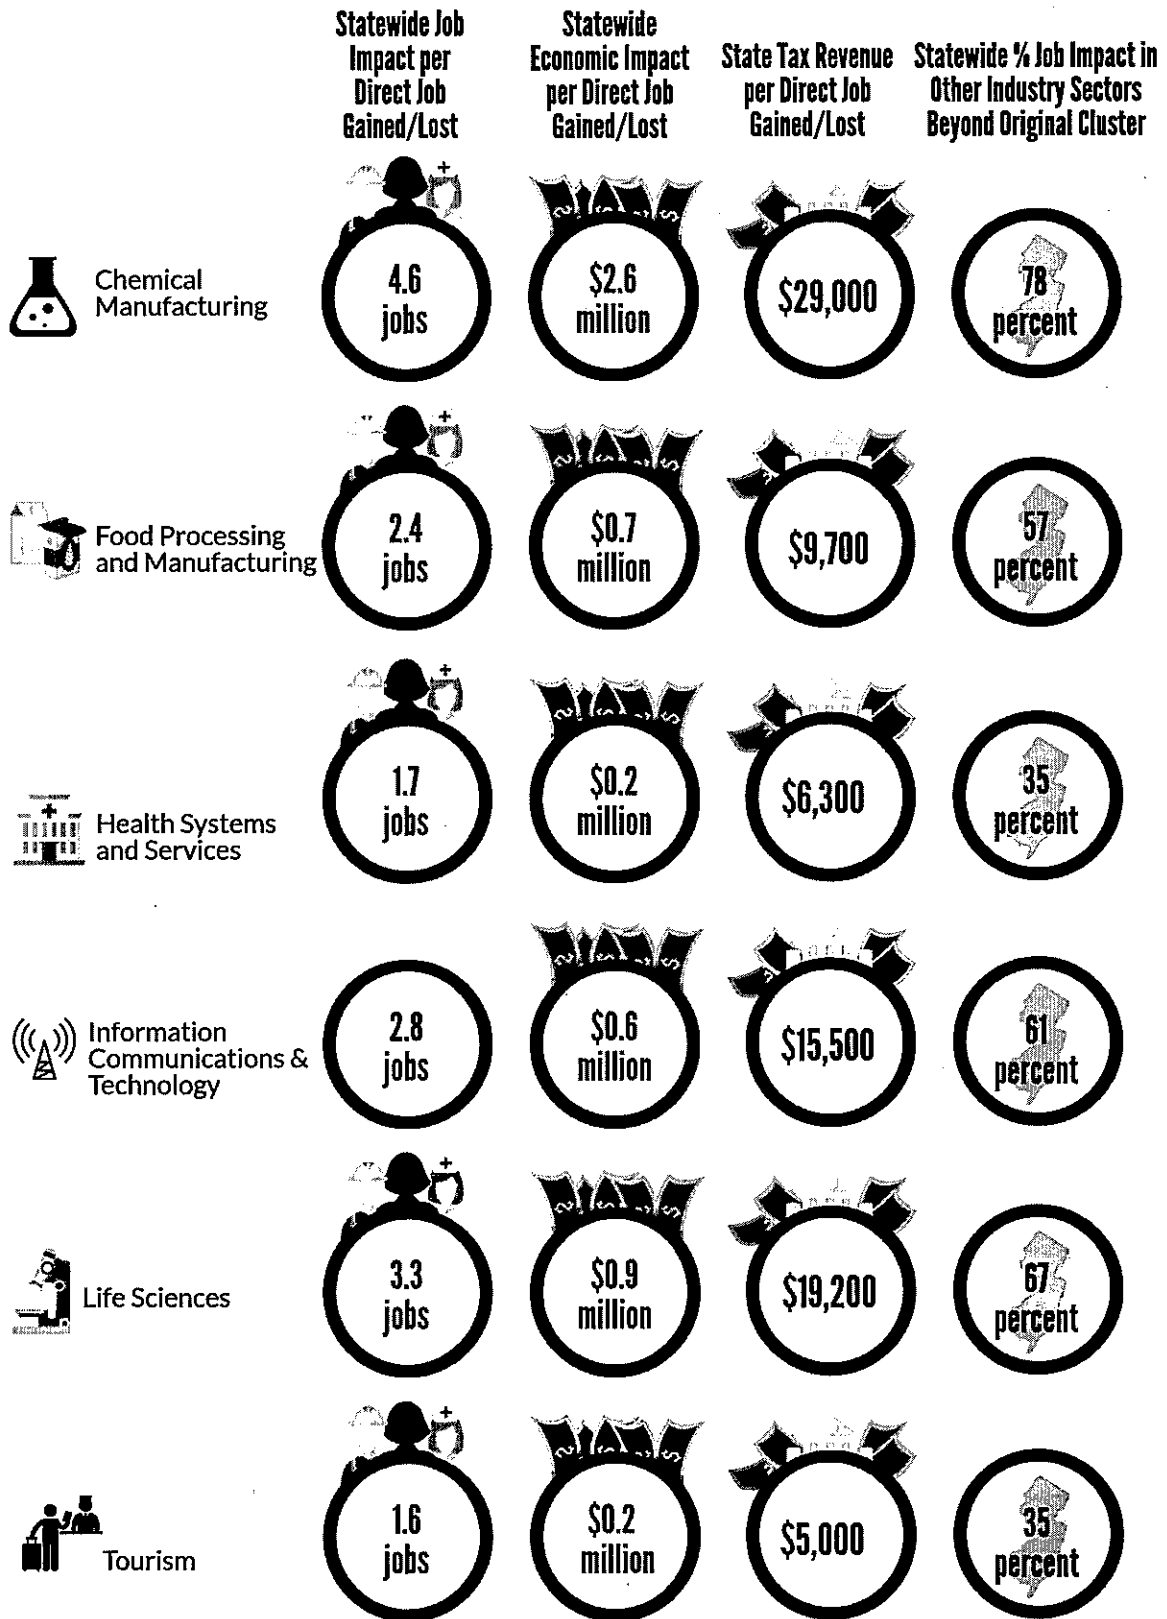 Statewide Job
Impact per
Direct Job
Gained/Lost
Statewide
Economic Impact
per Direct Job
Gained/Lost
State Tax Revenue
per Direct Job
Gained/Lost
Statewide % Job Impact in
Other Industry Sectors
Beyond Original Cluster
Chemical
Manufacturing
4.6
jobs
$2.6
million
$29,000
78
percent
Food Processing
and Manufacturing
2.4
jobs
$0.7
million
$9,700
57
percent
Health Systems
and Services
1.7
jobs
$0.2
million
$6,300
35
percent
Information
Communications &
Technology
2.8
jobs
$0.6
million
$15,500
61
percent
Life Sciences
3.3
jobs
$0.9
million
$19,200
67
percent
Tourism
1.6
jobs
$0.2
million
$5,000
35
percent